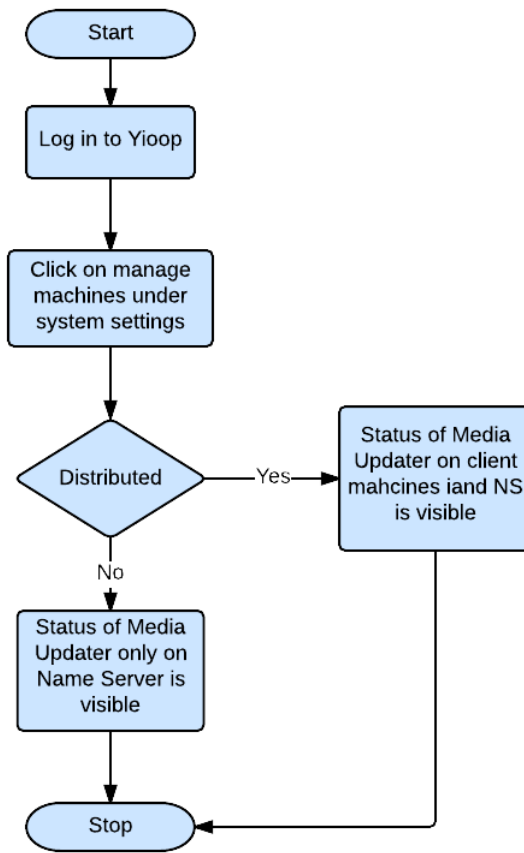 Start
Log in to Yioop
Click on manage
machines under
system settings
Distributed
Yes
Status of Media
Updater on client
mahcines iand NS
is visible
No
Status of Media
Updater only on
Name Server is
visible
Stop